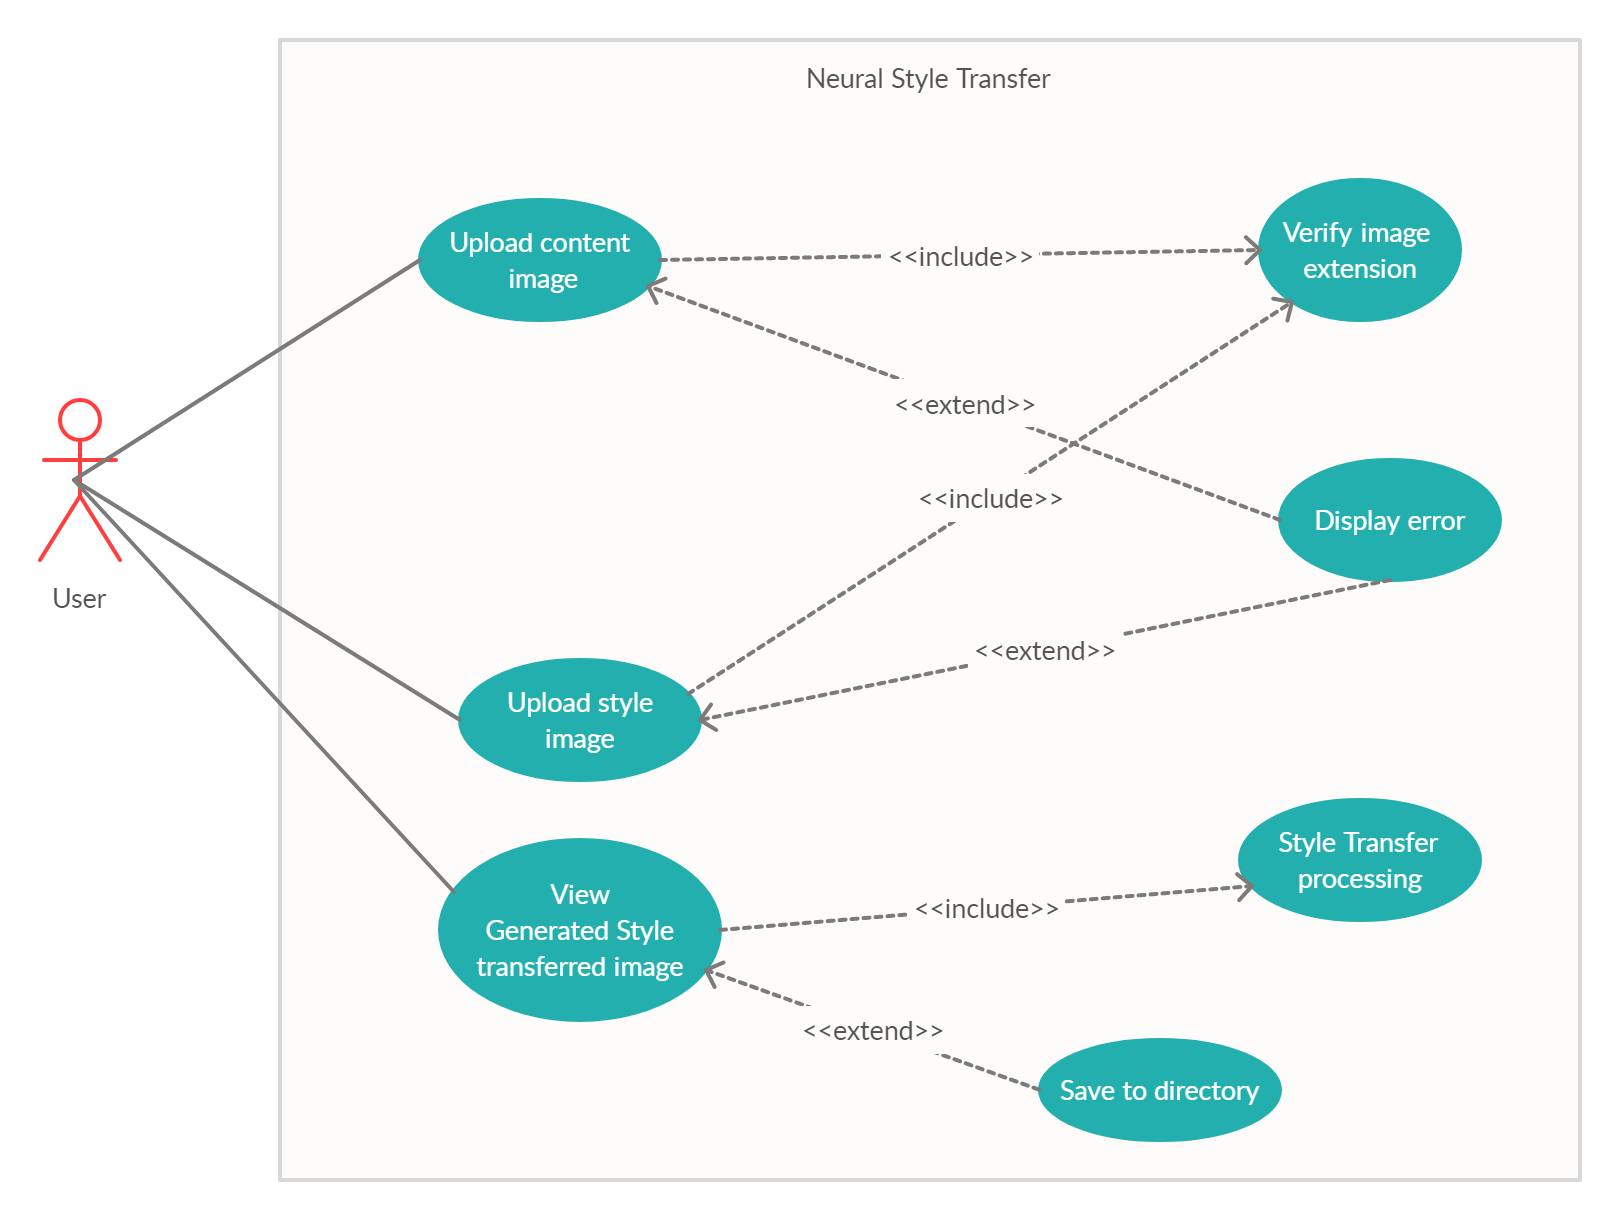 Neural Style Transfer
Upload content
image
<<include>>
Verify image
extension
<<extend>>
<<include>>
Display error
User
<<extend>>
Upload style
image
Style Transfer
processing
View
Generated Style
transferred image
<<include>>
<<extend>>
Save to directory